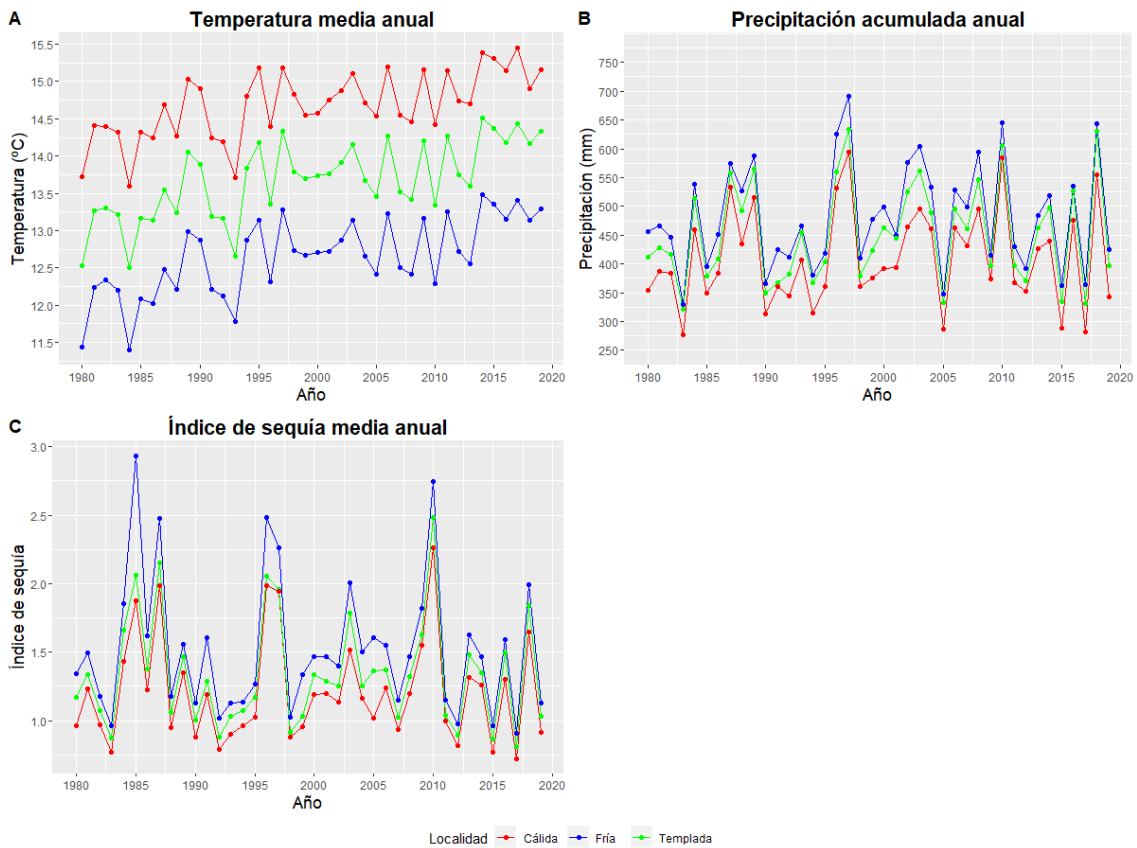 A
Temperatura media anual
15.5
15.0
14.5
14.0
13.5
13.0
12.5
12.0
11.5
Temperatura (ºC)
1980 1985 1990 1995 2000 2005 2010 2015 2020
Año
B
Precipitación acumulada anual
750
700
650
600
550
500
450
400
350
300
250
Precipitación (mm)
1980 1985 1990 1995 2000 2005 2010 2015 2020
Año
C
Índice de sequía media anual
3.0
2.5
2.0
1.5
1.0
Índice de sequía
1980 1985 1990 1995 2000 2005 2010 2015 2020
Año
Localidad Cálida Fría Templada